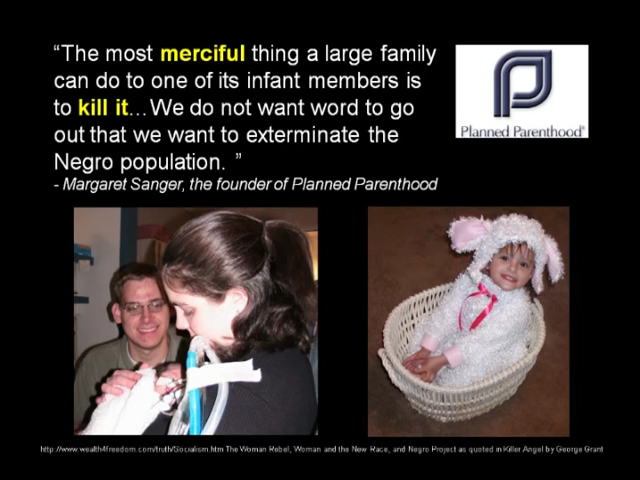 “The most merciful thing a large family
can do to one of its infant members is
to kill it…We do not want word to go
out that we want to exterminate the
Negro population. ”
- Margaret Sanger, the founder of Planned Parenthood
Planned Parenthood®
http://www.wealth4freedom.com/truth/Socialism.htm The Woman Rebel, Woman and the New Race, and Negro Project as quoted in Killer Angel by George Grant